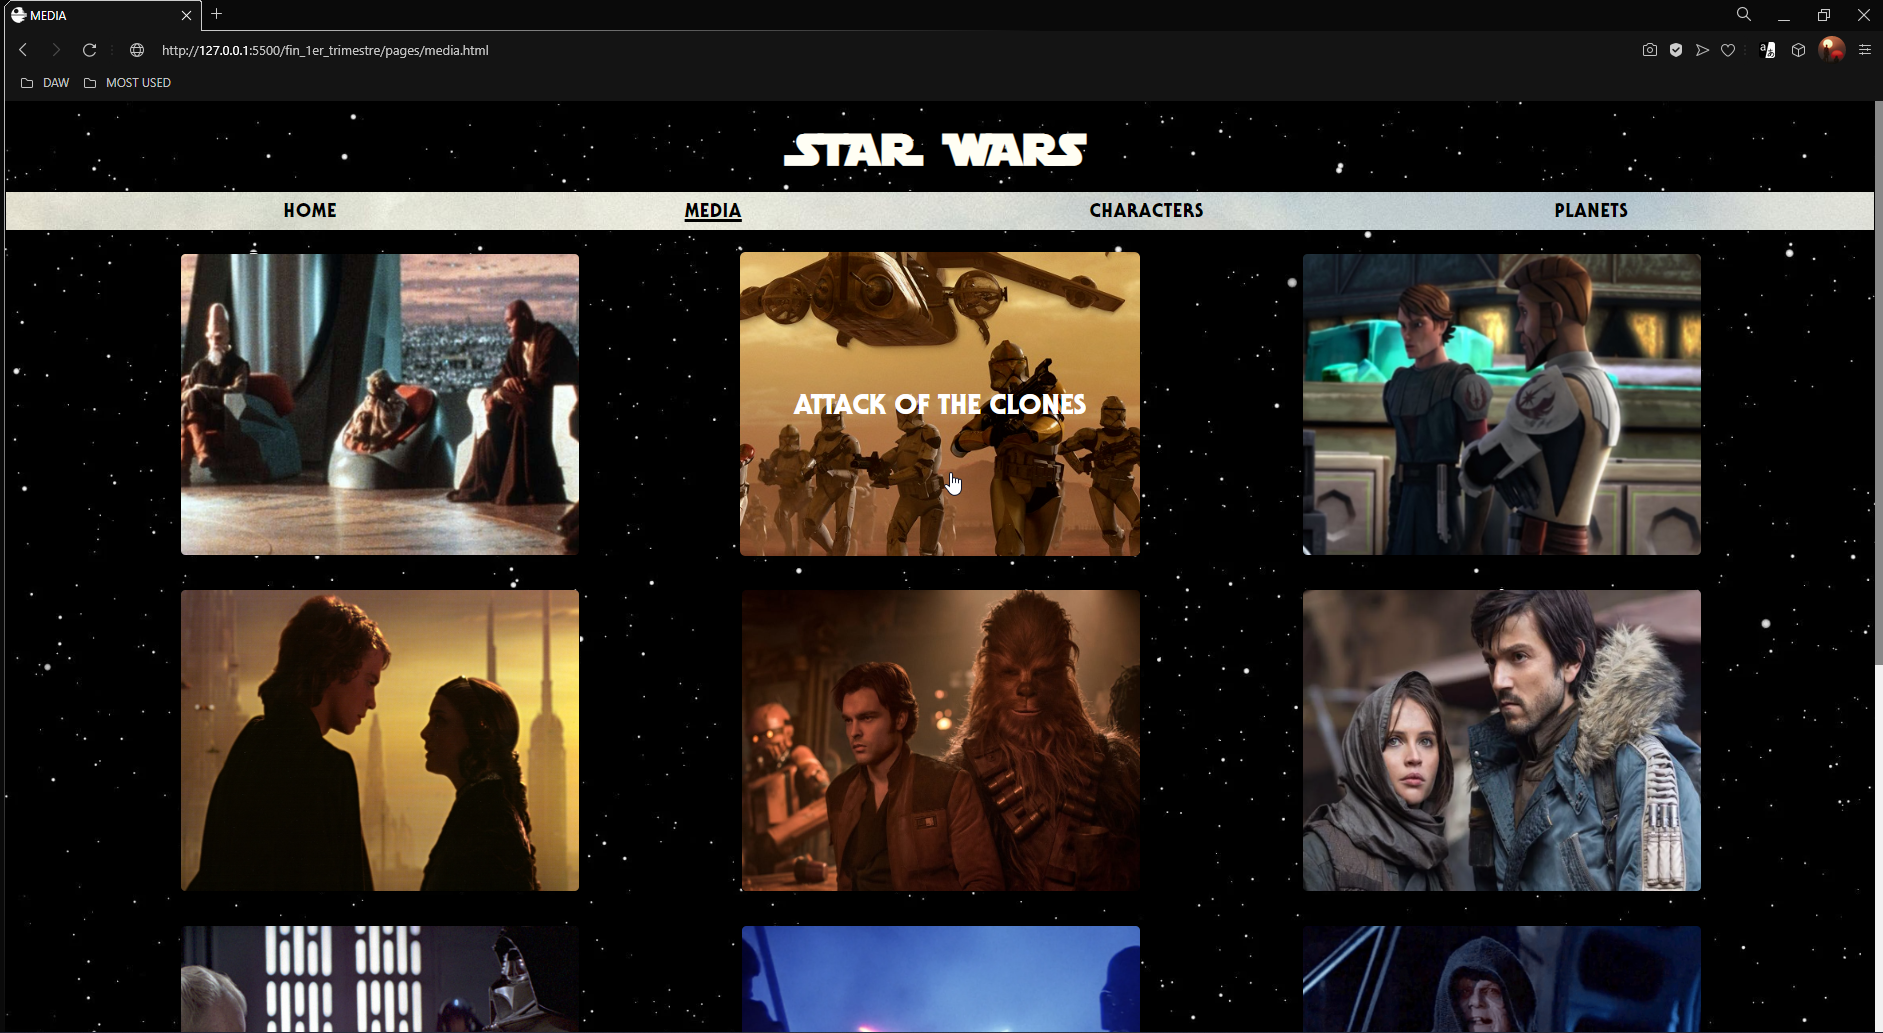 MEDIA
http://127.0.0.1:5500/fin_1er_trimestre/pages/media.html
DAW MOST USED
STAR WARS
HOME MEDIA CHARACTERS PLANETS
ATTACK OF THE CLONES